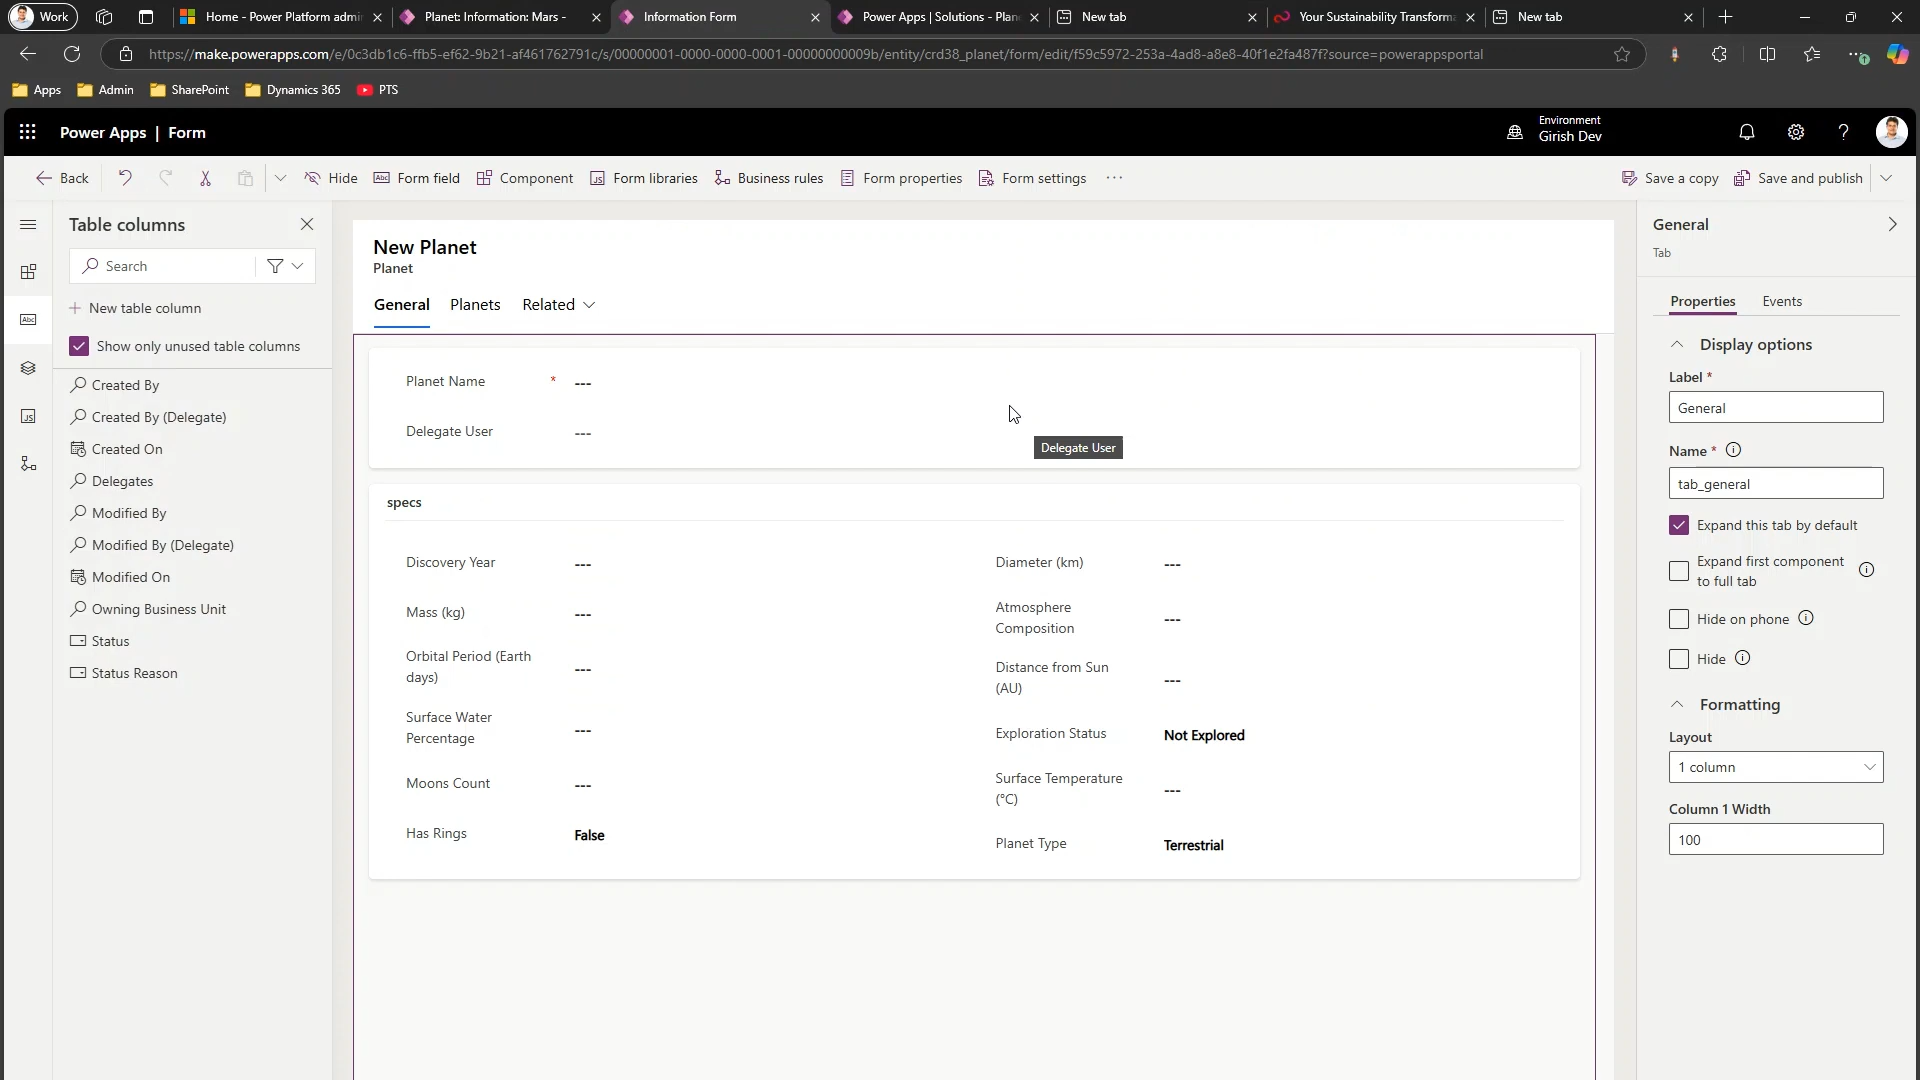 Work
Home - Power Platform admin
Planet: Information: Mars -
Information Form
Power Apps | Solutions - Plan
New tab
Your Sustainability Transforma
New tab
https://make.powerapps.com/e/0c3db1c6-ffb5-ef62-9b21-af461762791c/s/00000001-0000-0000-0001-00000000009b/entity/crd38_planet/form/edit/f59c5972-253a-4ad8-a8e8-40f1e2fa487f?source=powerappsportal
Apps
Admin
SharePoint
Dynamics 365
PTS
Power Apps | Form
Environment
Girish Dev
Back
Hide
Form field
Component
Form libraries
Business rules
Form properties
Form settings
Save a copy
Save and publish
Table columns
Search
New table column
Show only unused table columns
Created By
Created By (Delegate)
Created On
Delegates
Modified By
Modified By (Delegate)
Modified On
Owning Business Unit
Status
Status Reason
New Planet
Planet
General
Planets
Related
Planet Name * ---
Delegate User ---
Delegate User
specs
Discovery Year ---
Mass (kg) ---
Orbital Period (Earth
days) ---
Surface Water
Percentage ---
Moons Count ---
Has Rings False
Diameter (km) ---
Atmosphere
Composition ---
Distance from Sun
(AU) ---
Exploration Status Not Explored
Surface Temperature
(°C) ---
Planet Type Terrestrial
General
Tab
Properties
Events
Display options
Label *
General
Name *
tab_general
Expand this tab by default
Expand first component
to full tab
Hide on phone
Hide
Formatting
Layout
1 column
Column 1 Width
100